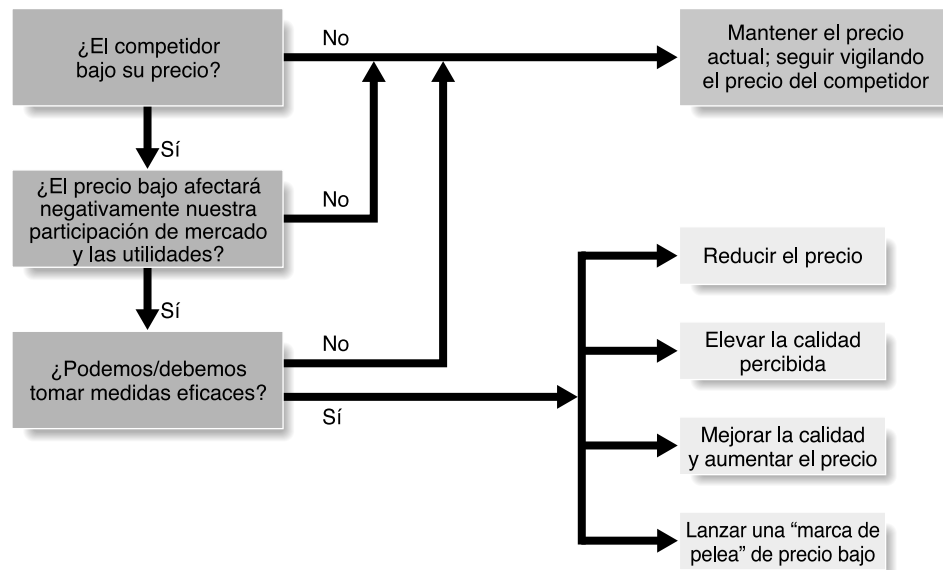 ¿El competidor
bajo su precio?
No
Mantener el precio
actual; seguir vigilando
el precio del competidor
Sí
¿El precio bajo afectará
negativamente nuestra
participación de mercado
y las utilidades?
No
Sí
¿Podemos/debemos
tomar medidas eficaces?
No
Sí
Reducir el precio
Elevar la calidad
percibida
Mejorar la calidad
y aumentar el precio
Lanzar una “marca de
pelea” de precio bajo